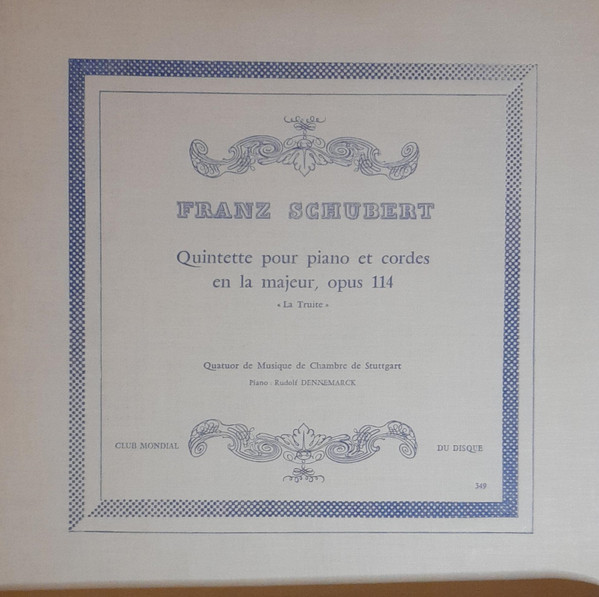 FRANZ SCHUBERT
Quintette pour piano et cordes
en la majeur, opus 114
« La Truite »
Quatuor de Musique de Chambre de Stuttgart
Piano : Rudolf DENNEMARCK
CLUB MONDIAL DU DISQUE
349